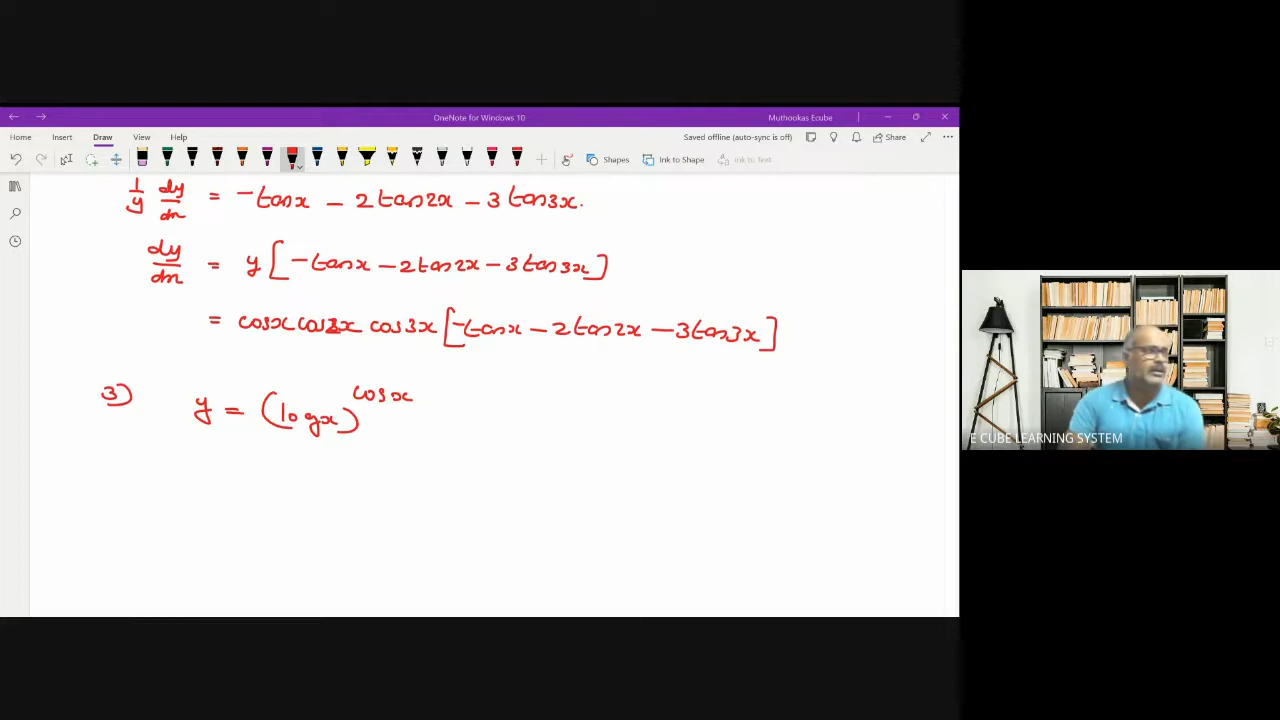 OneNote for Windows 10
Muthookas Ecube
Home Insert Draw View Help
Saved offline (auto-sync is off)
Share
Shapes
Ink to Shape
Ink to Text
1/y dy/dx = -tanx - 2tan2x - 3tan3x.
dy/dx = y[-tanx - 2tan2x - 3tan3x]
= cosx cos2x cos3x [-tanx - 2tan2x - 3tan3x]
3) y = (logx)^cosx
E CUBE LEARNING SYSTEM